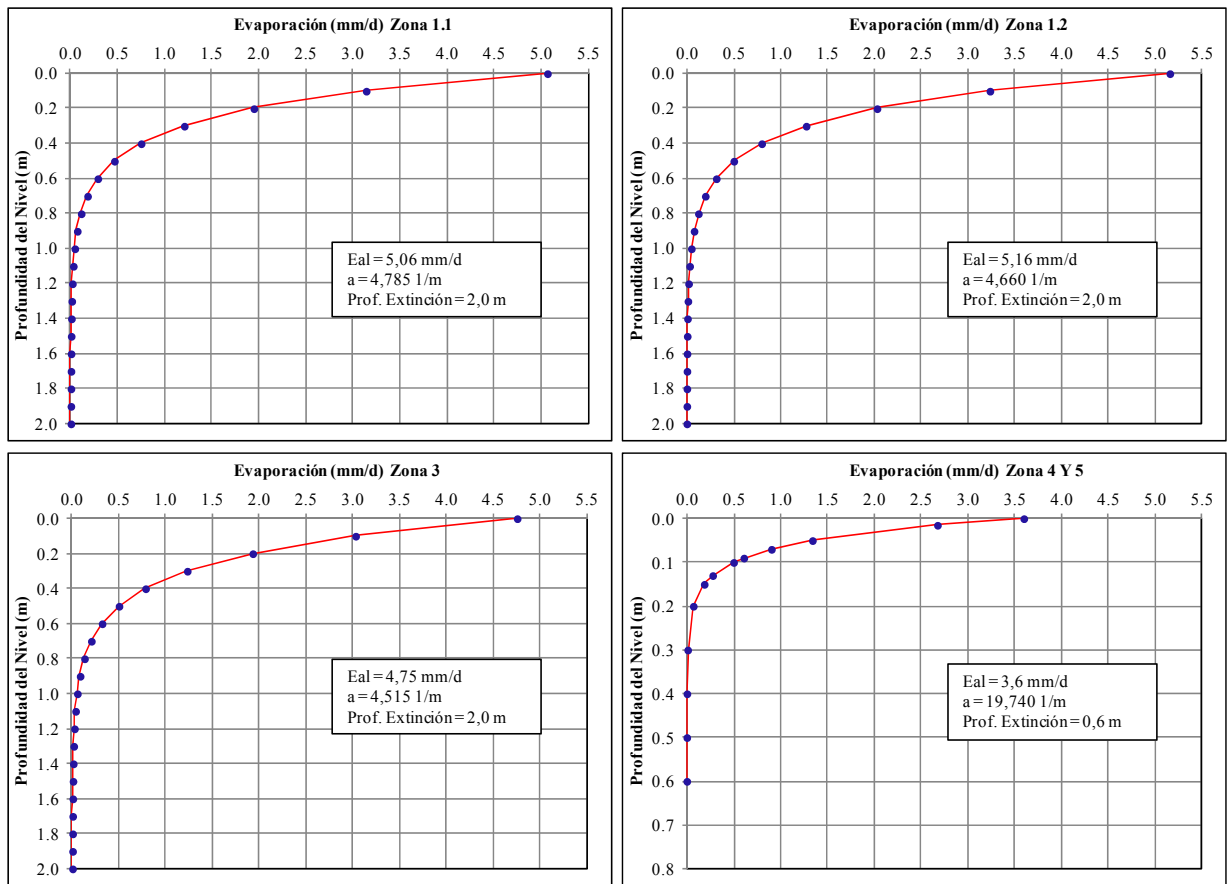 Evaporación (mm/d) Zona 1.1
0.0 0.5 1.0 1.5 2.0 2.5 3.0 3.5 4.0 4.5 5.0 5.5
Profundidad del Nivel (m)
0.0
0.2
0.4
0.6
0.8
1.0
1.2
1.4
1.6
1.8
2.0
Eal = 5,06 mm/d
a = 4,785 1/m
Prof. Extinción = 2,0 m
Evaporación (mm/d) Zona 1.2
0.0 0.5 1.0 1.5 2.0 2.5 3.0 3.5 4.0 4.5 5.0 5.5
Profundidad del Nivel (m)
0.0
0.2
0.4
0.6
0.8
1.0
1.2
1.4
1.6
1.8
2.0
Eal = 5,16 mm/d
a = 4,660 1/m
Prof. Extinción = 2,0 m
Evaporación (mm/d) Zona 3
0.0 0.5 1.0 1.5 2.0 2.5 3.0 3.5 4.0 4.5 5.0 5.5
Profundidad del Nivel (m)
0.0
0.2
0.4
0.6
0.8
1.0
1.2
1.4
1.6
1.8
2.0
Eal = 4,75 mm/d
a = 4,515 1/m
Prof. Extinción = 2,0 m
Evaporación (mm/d) Zona 4 Y 5
0.0 0.5 1.0 1.5 2.0 2.5 3.0 3.5 4.0 4.5 5.0 5.5
Profundidad del Nivel (m)
0.0
0.1
0.2
0.3
0.4
0.5
0.6
0.7
0.8
Eal = 3,6 mm/d
a = 19,740 1/m
Prof. Extinción = 0,6 m